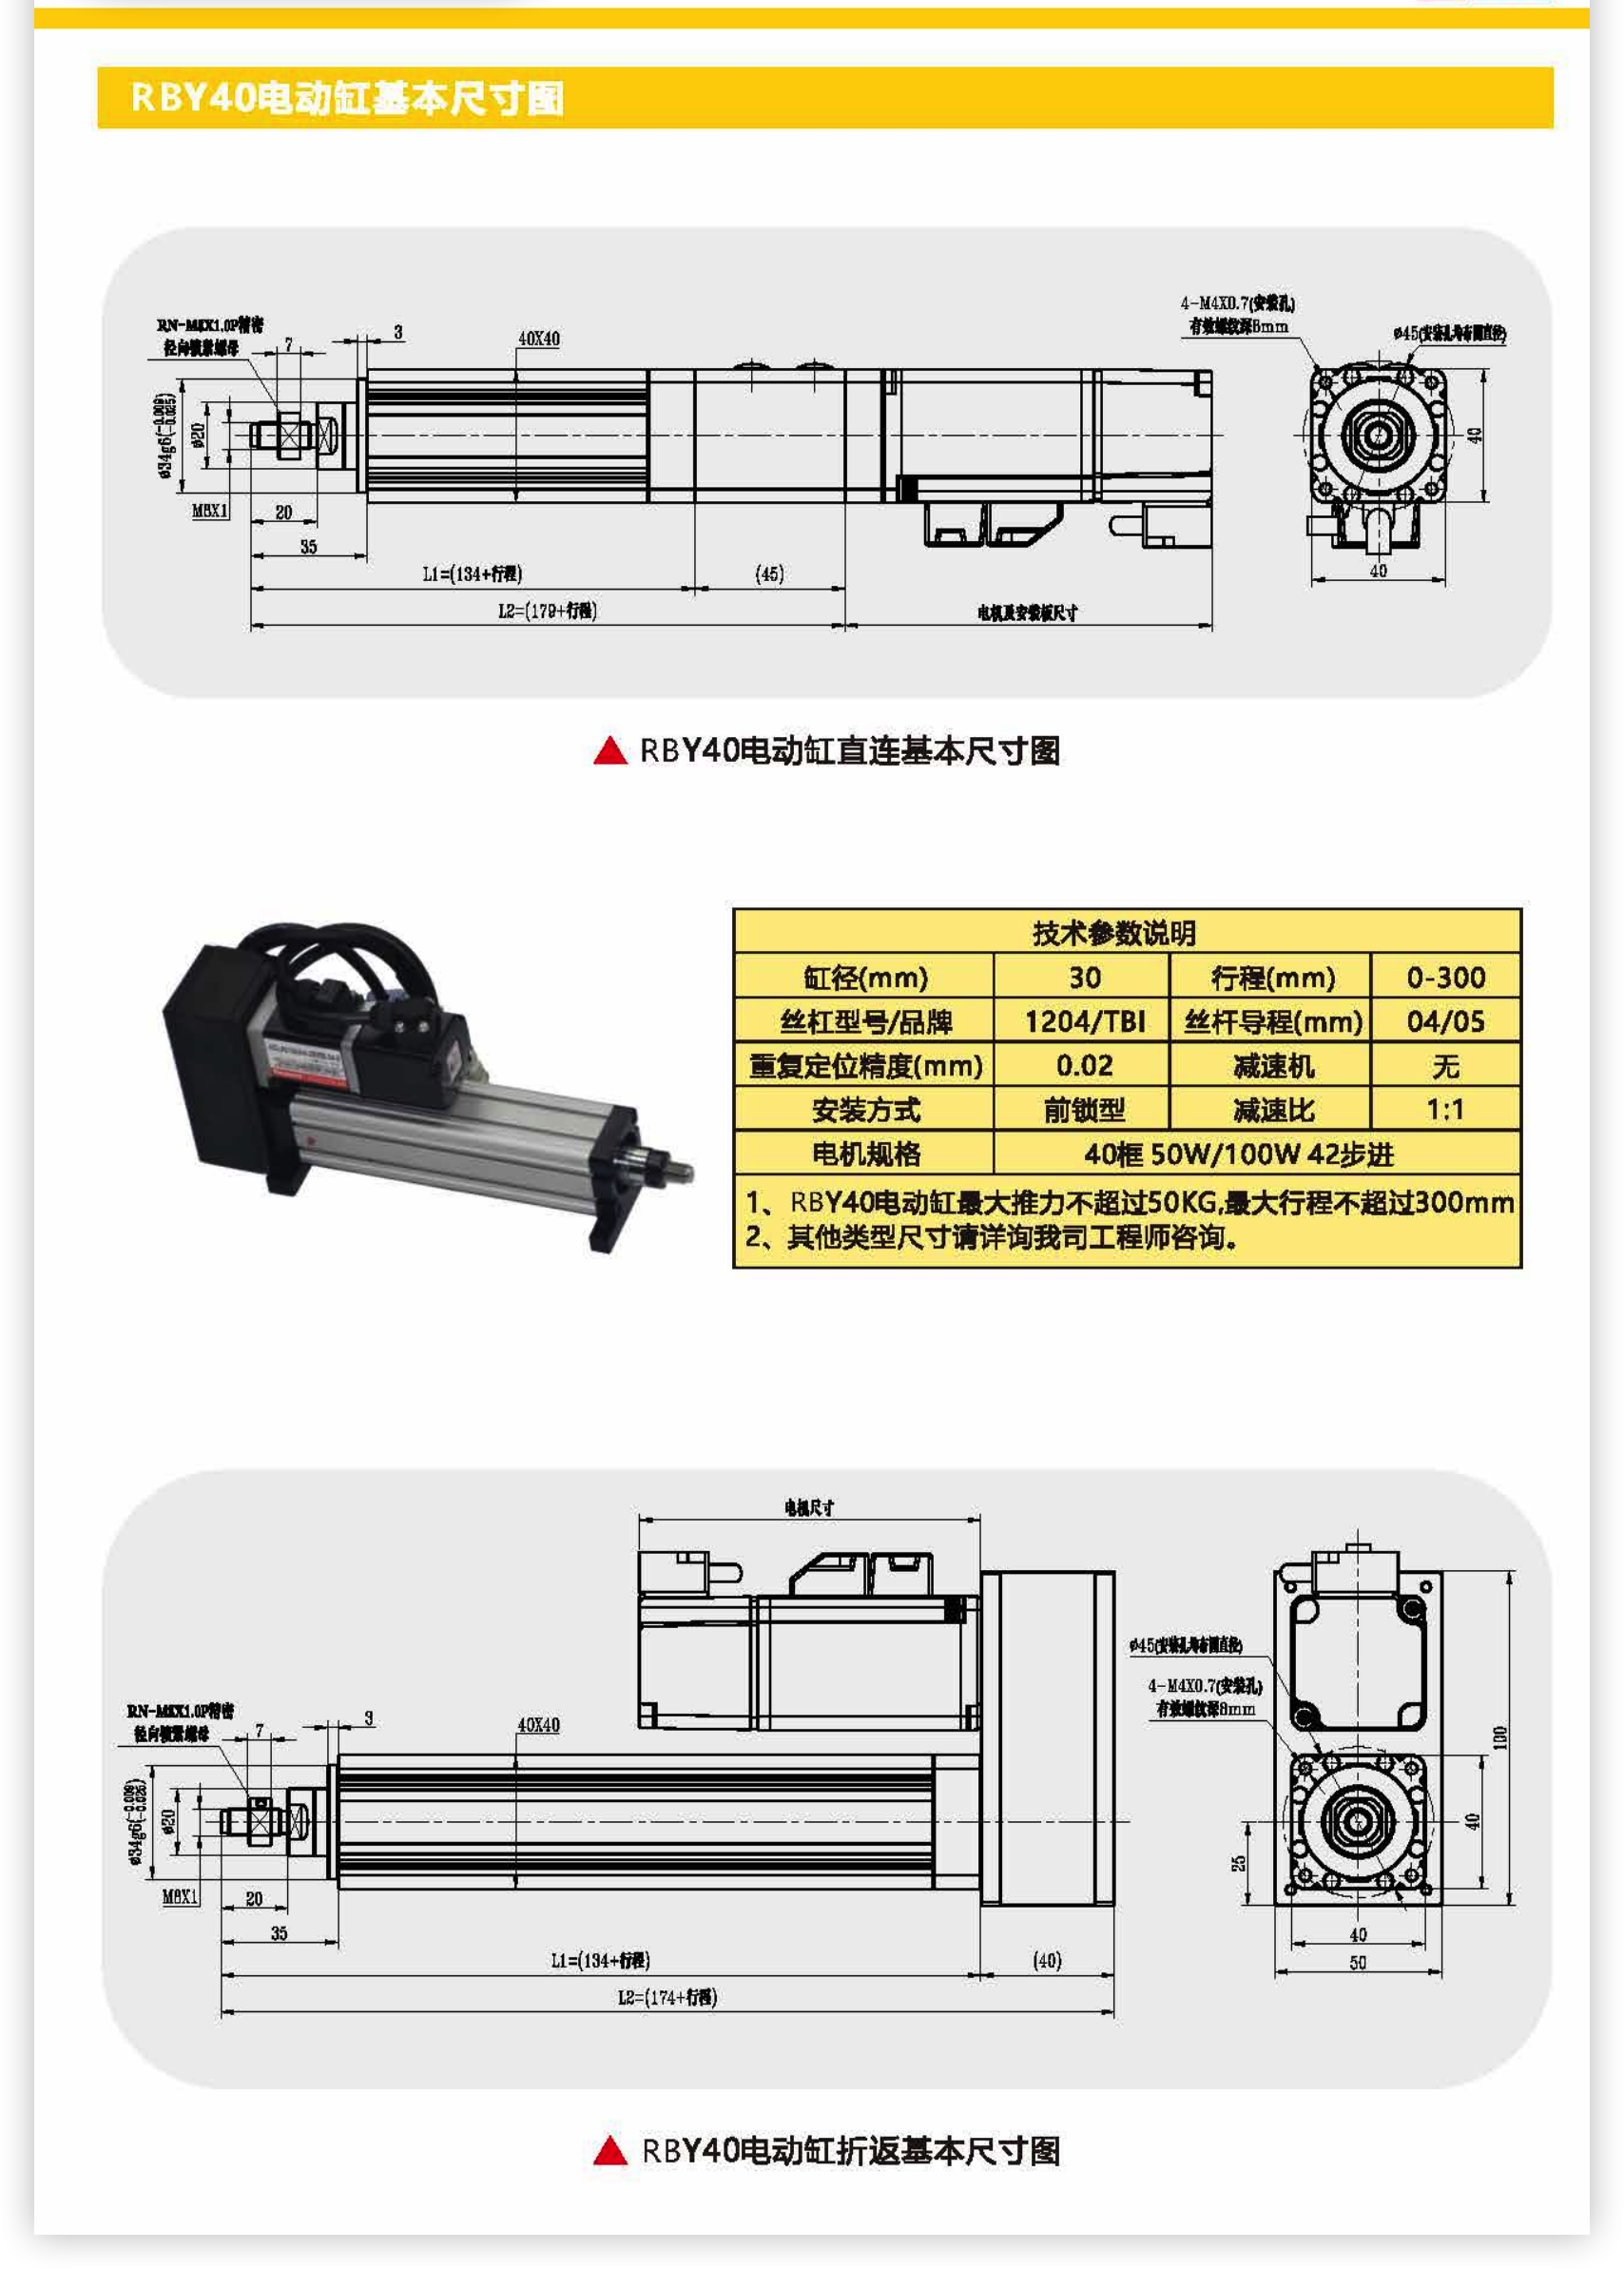 RBY40电动缸基本尺寸图
4-M4X0.7(安装孔)
有效螺纹深8mm
RN-M8X1.0P精密
径向锁紧螺母
7
3
40X40
ø45(安装孔均布圆直径)
ø34g6(-0.009 -0.025)
ø20
M8X1
20
35
40
40
L1=(134+行程)
(45)
L2=(179+行程)
电机及安装板尺寸
RBY40电动缸直连基本尺寸图
技术参数说明
缸径(mm) 30 行程(mm) 0-300
丝杠型号/品牌 1204/TBI 丝杆导程(mm) 04/05
重复定位精度(mm) 0.02 减速机 无
安装方式 前锁型 减速比 1:1
电机规格 40框 50W/100W 42步进
1、RBY40电动缸最大推力不超过50KG,最大行程不超过300mm
2、其他类型尺寸请详询我司工程师咨询。
电机尺寸
ø45(安装孔均布圆直径)
4-M4X0.7(安装孔)
有效螺纹深8mm
RN-M8X1.0P精密
径向锁紧螺母
7
3
40X40
100
ø34g6(-0.009 -0.025)
ø20
40
25
M8X1
20
35
40
50
L1=(134+行程)
(40)
L2=(174+行程)
RBY40电动缸折返基本尺寸图